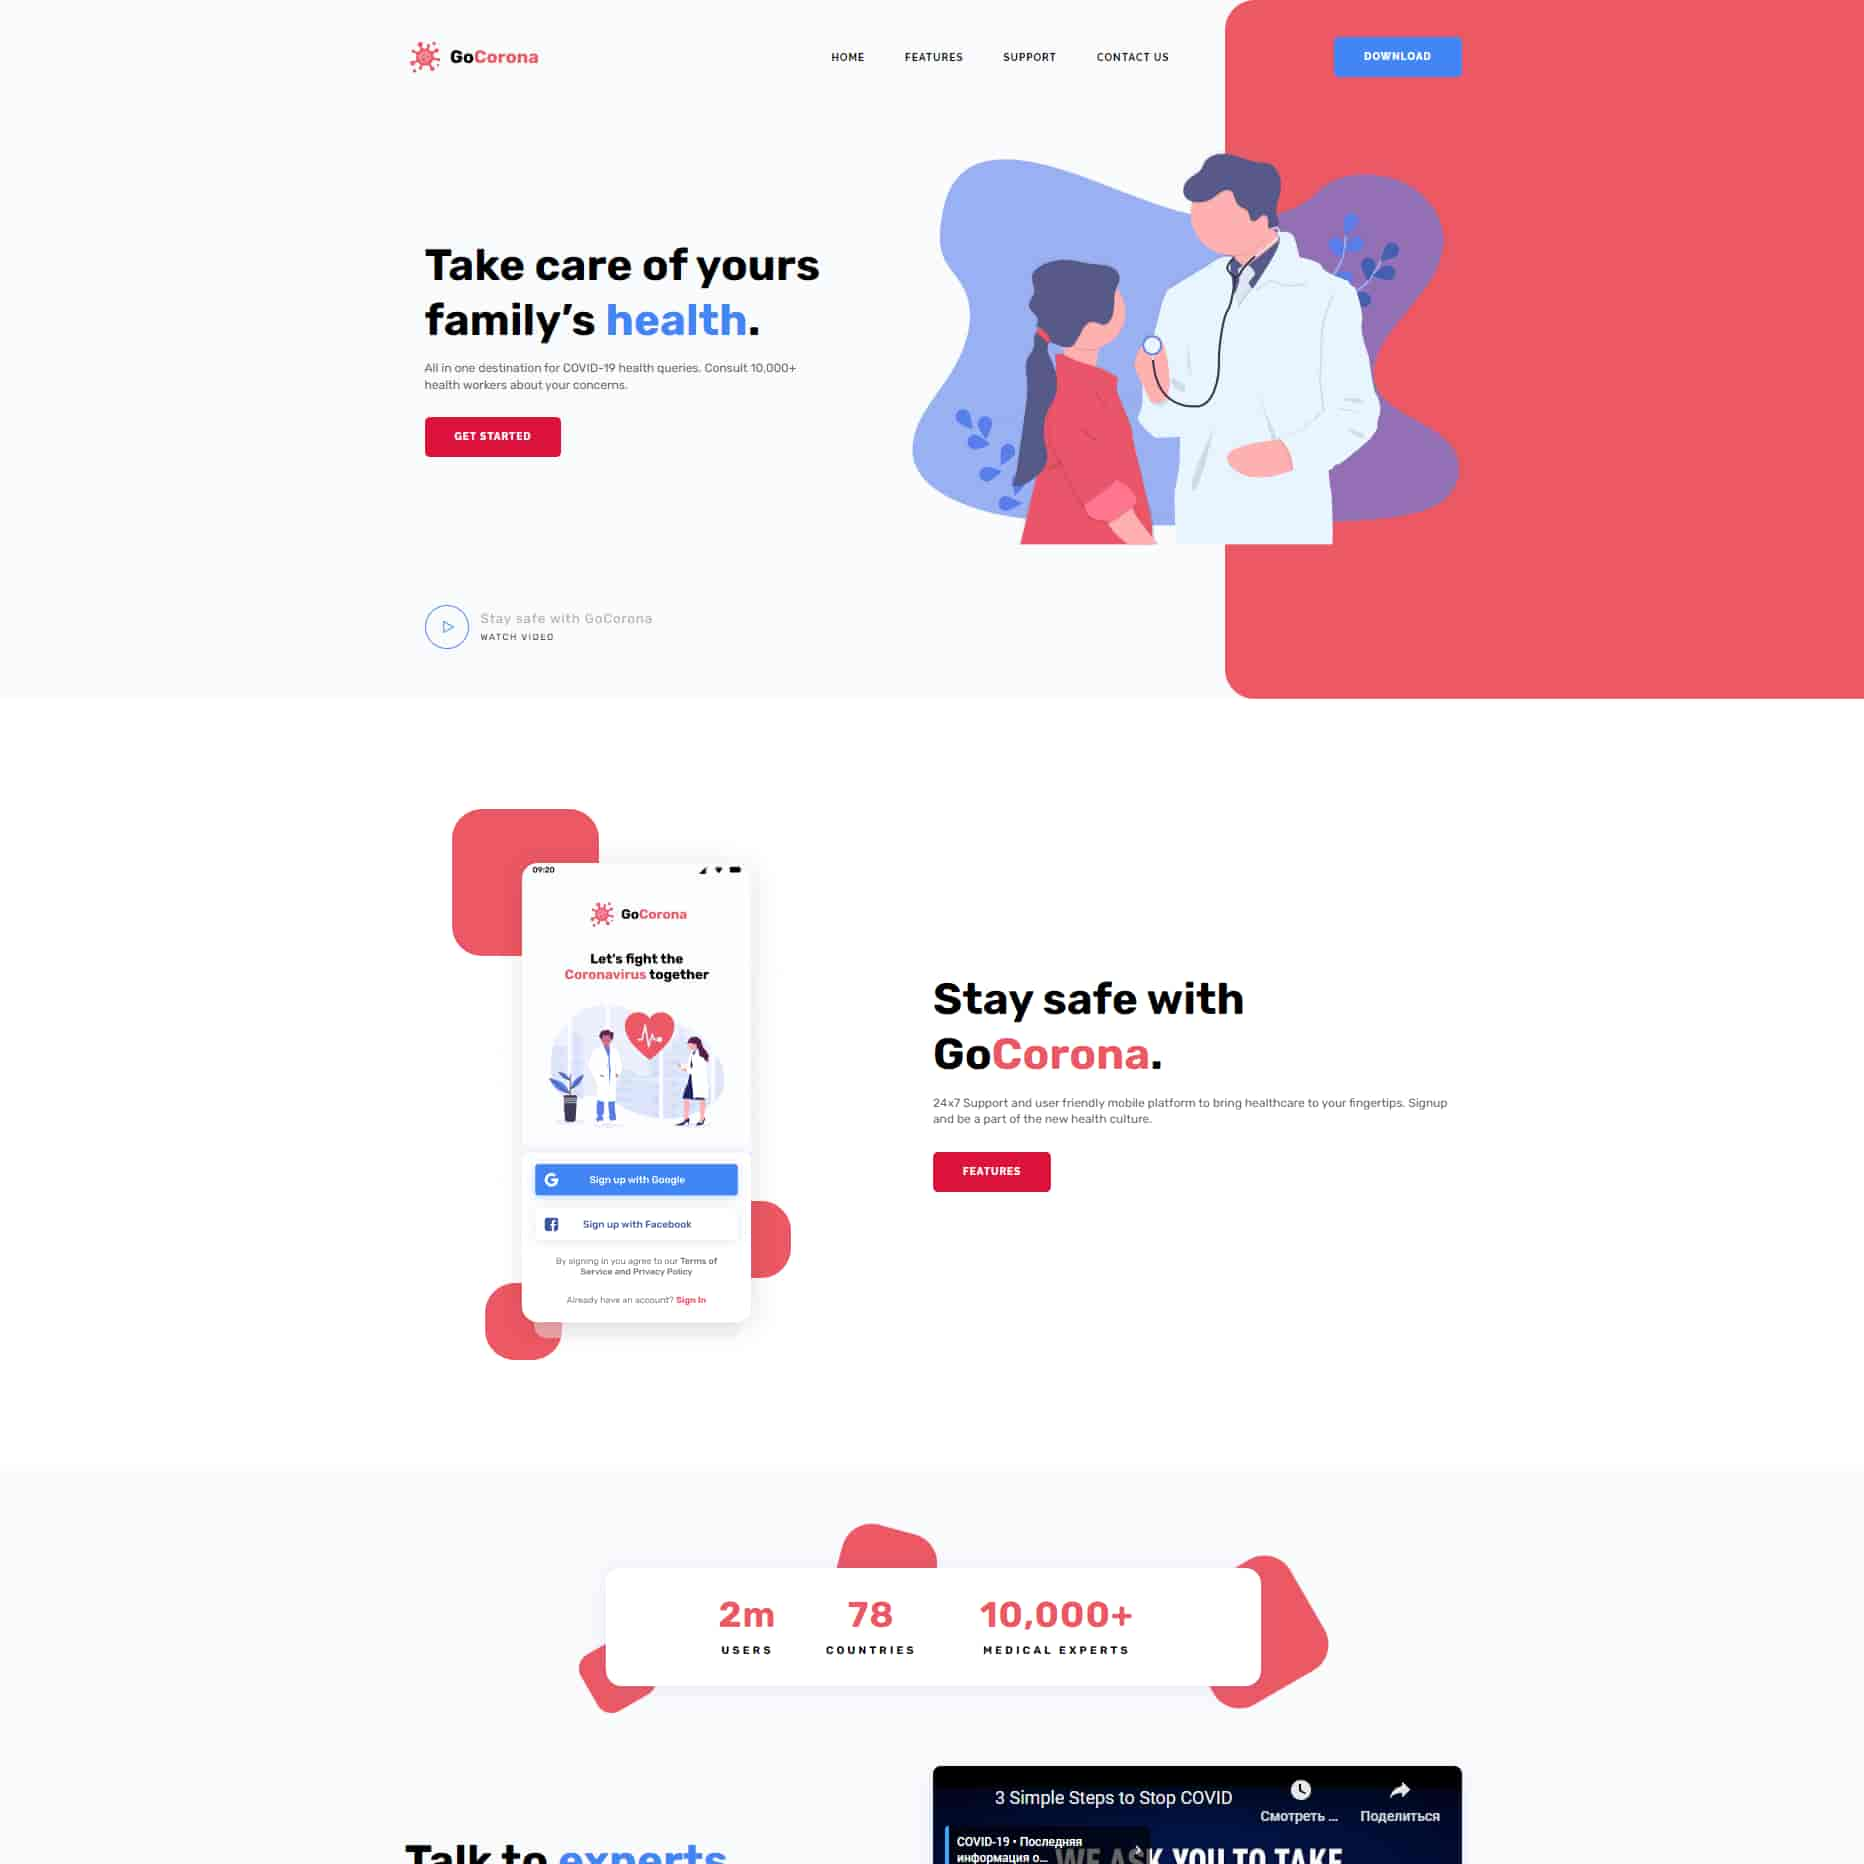 GoCorona
HOME FEATURES SUPPORT CONTACT US
DOWNLOAD
Take care of yours
family’s health.
All in one destination for COVID-19 health queries. Consult 10,000+
health workers about your concerns.
GET STARTED
Stay safe with GoCorona
WATCH VIDEO
09:20
GoCorona
Let's fight the
Coronavirus together
Sign up with Google
Sign up with Facebook
By signing in you agree to our Terms of
Service and Privacy Policy
Already have an account? Sign In
Stay safe with
GoCorona.
24x7 Support and user friendly mobile platform to bring healthcare to your fingertips. Signup
and be a part of the new health culture.
FEATURES
2m 78 10,000+
USERS COUNTRIES MEDICAL EXPERTS
Talk to experts
3 Simple Steps to Stop COVID
Смотреть ...
Поделиться
COVID-19 • Последняя
информация о...
WE ASK YOU TO TAKE